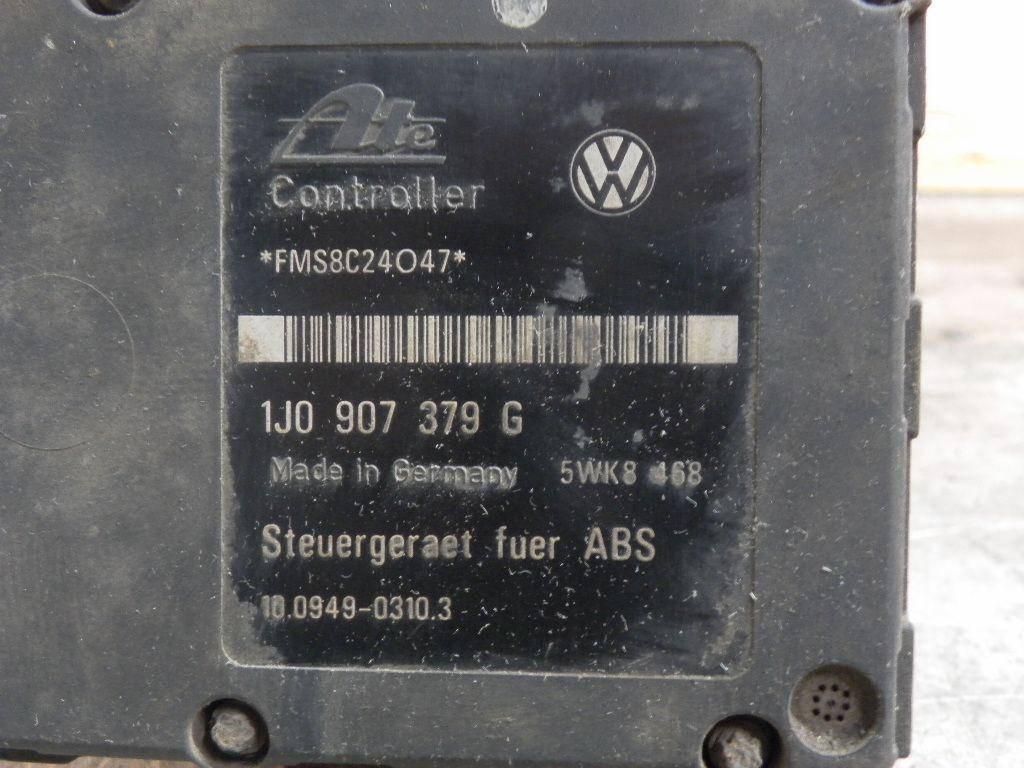 Ate
Controller
*FMS8C24O47*
1J0 907 379 G
Made in Germany 5WK8 468
Steuergeraet fuer ABS
10.0949-0310.3